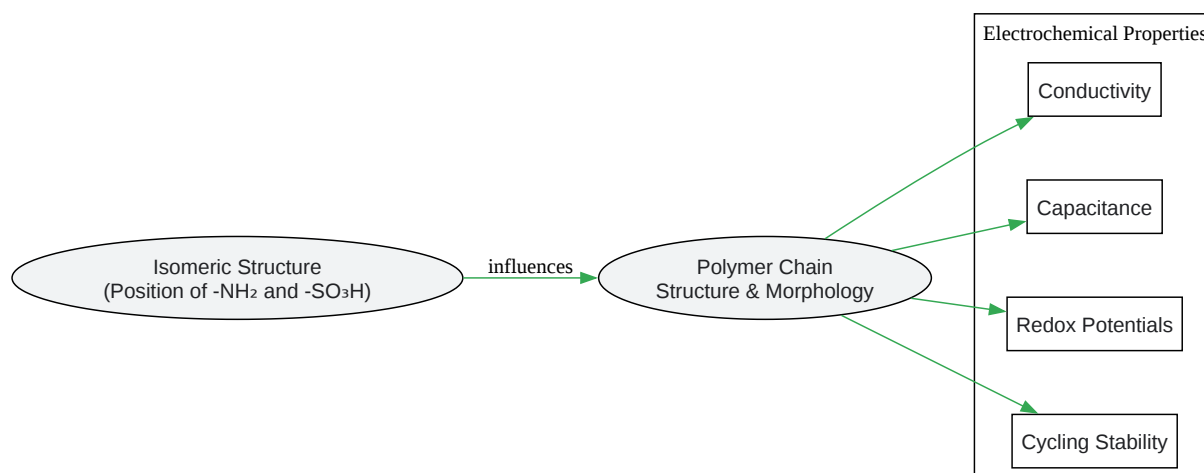 Electrochemical Properties
Conductivity
Capacitance
Isomeric Structure
(Position of -NH₂ and -SO₃H)
influences
Polymer Chain
Structure & Morphology
Redox Potentials
Cycling Stability